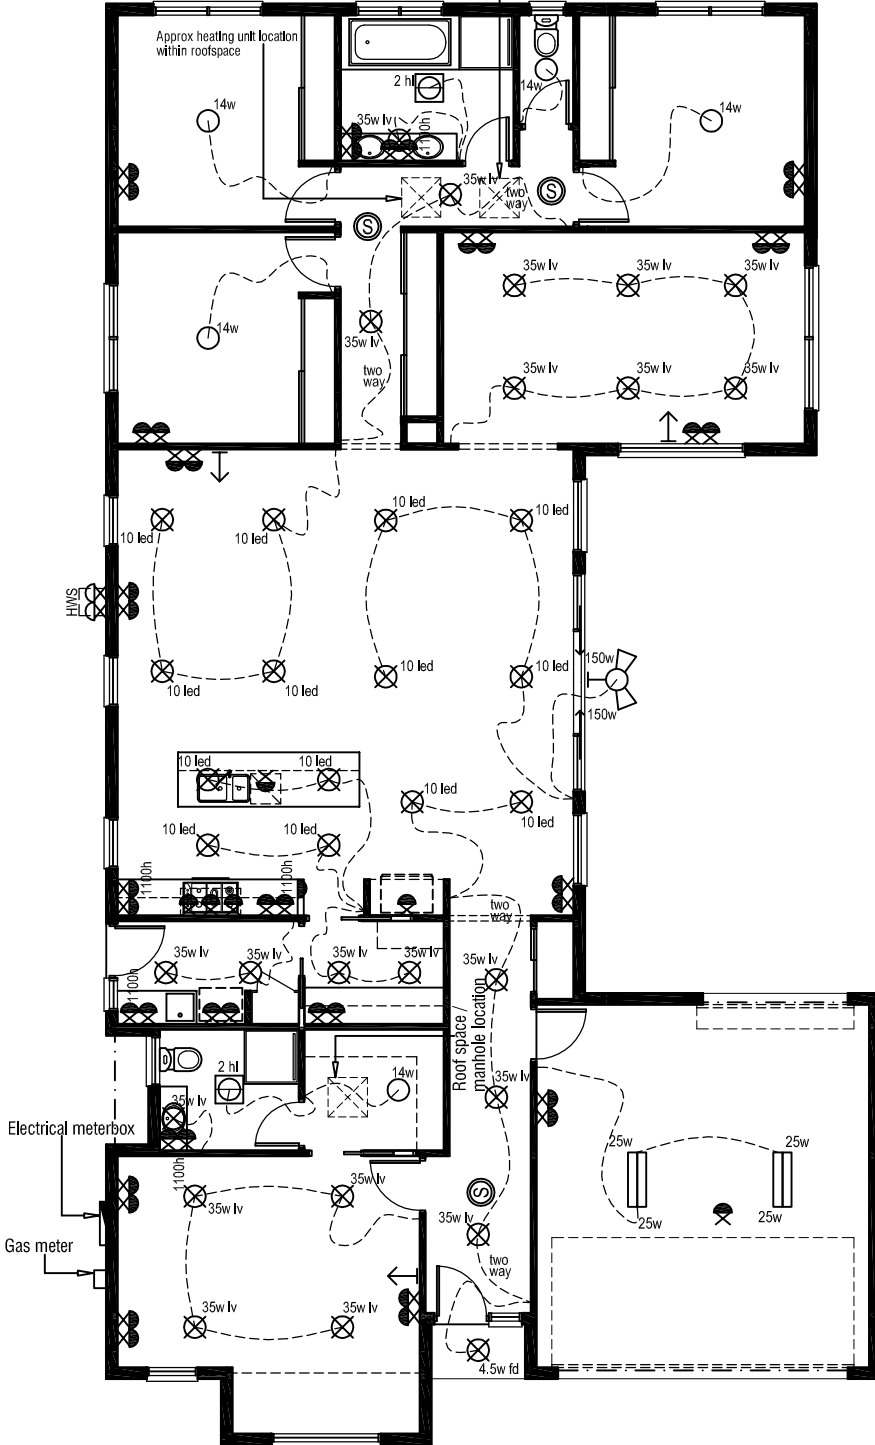 Approx heating unit location
within roofspace
2 hl
14w
14w
14w
35w lv
1100h
35w lv
two
way
S
S
35w lv
35w lv
35w lv
14w
35w lv
two
way
35w lv
35w lv
35w lv
10 led
10 led
10 led
10 led
HWS
10 led
10 led
10 led
10 led
150w
150w
10 led
10 led
10 led
10 led
10 led
10 led
1100h
1100h
two
way
35w lv
35w lv
35w lv
35w lv
35w lv
1100h
Roof space
manhole location
2 hl
14w
35w lv
35w lv
Electrical meterbox
1100h
25w
25w
35w lv
35w lv
S
35w lv
25w
25w
Gas meter
two
way
35w lv
35w lv
4.5w fd